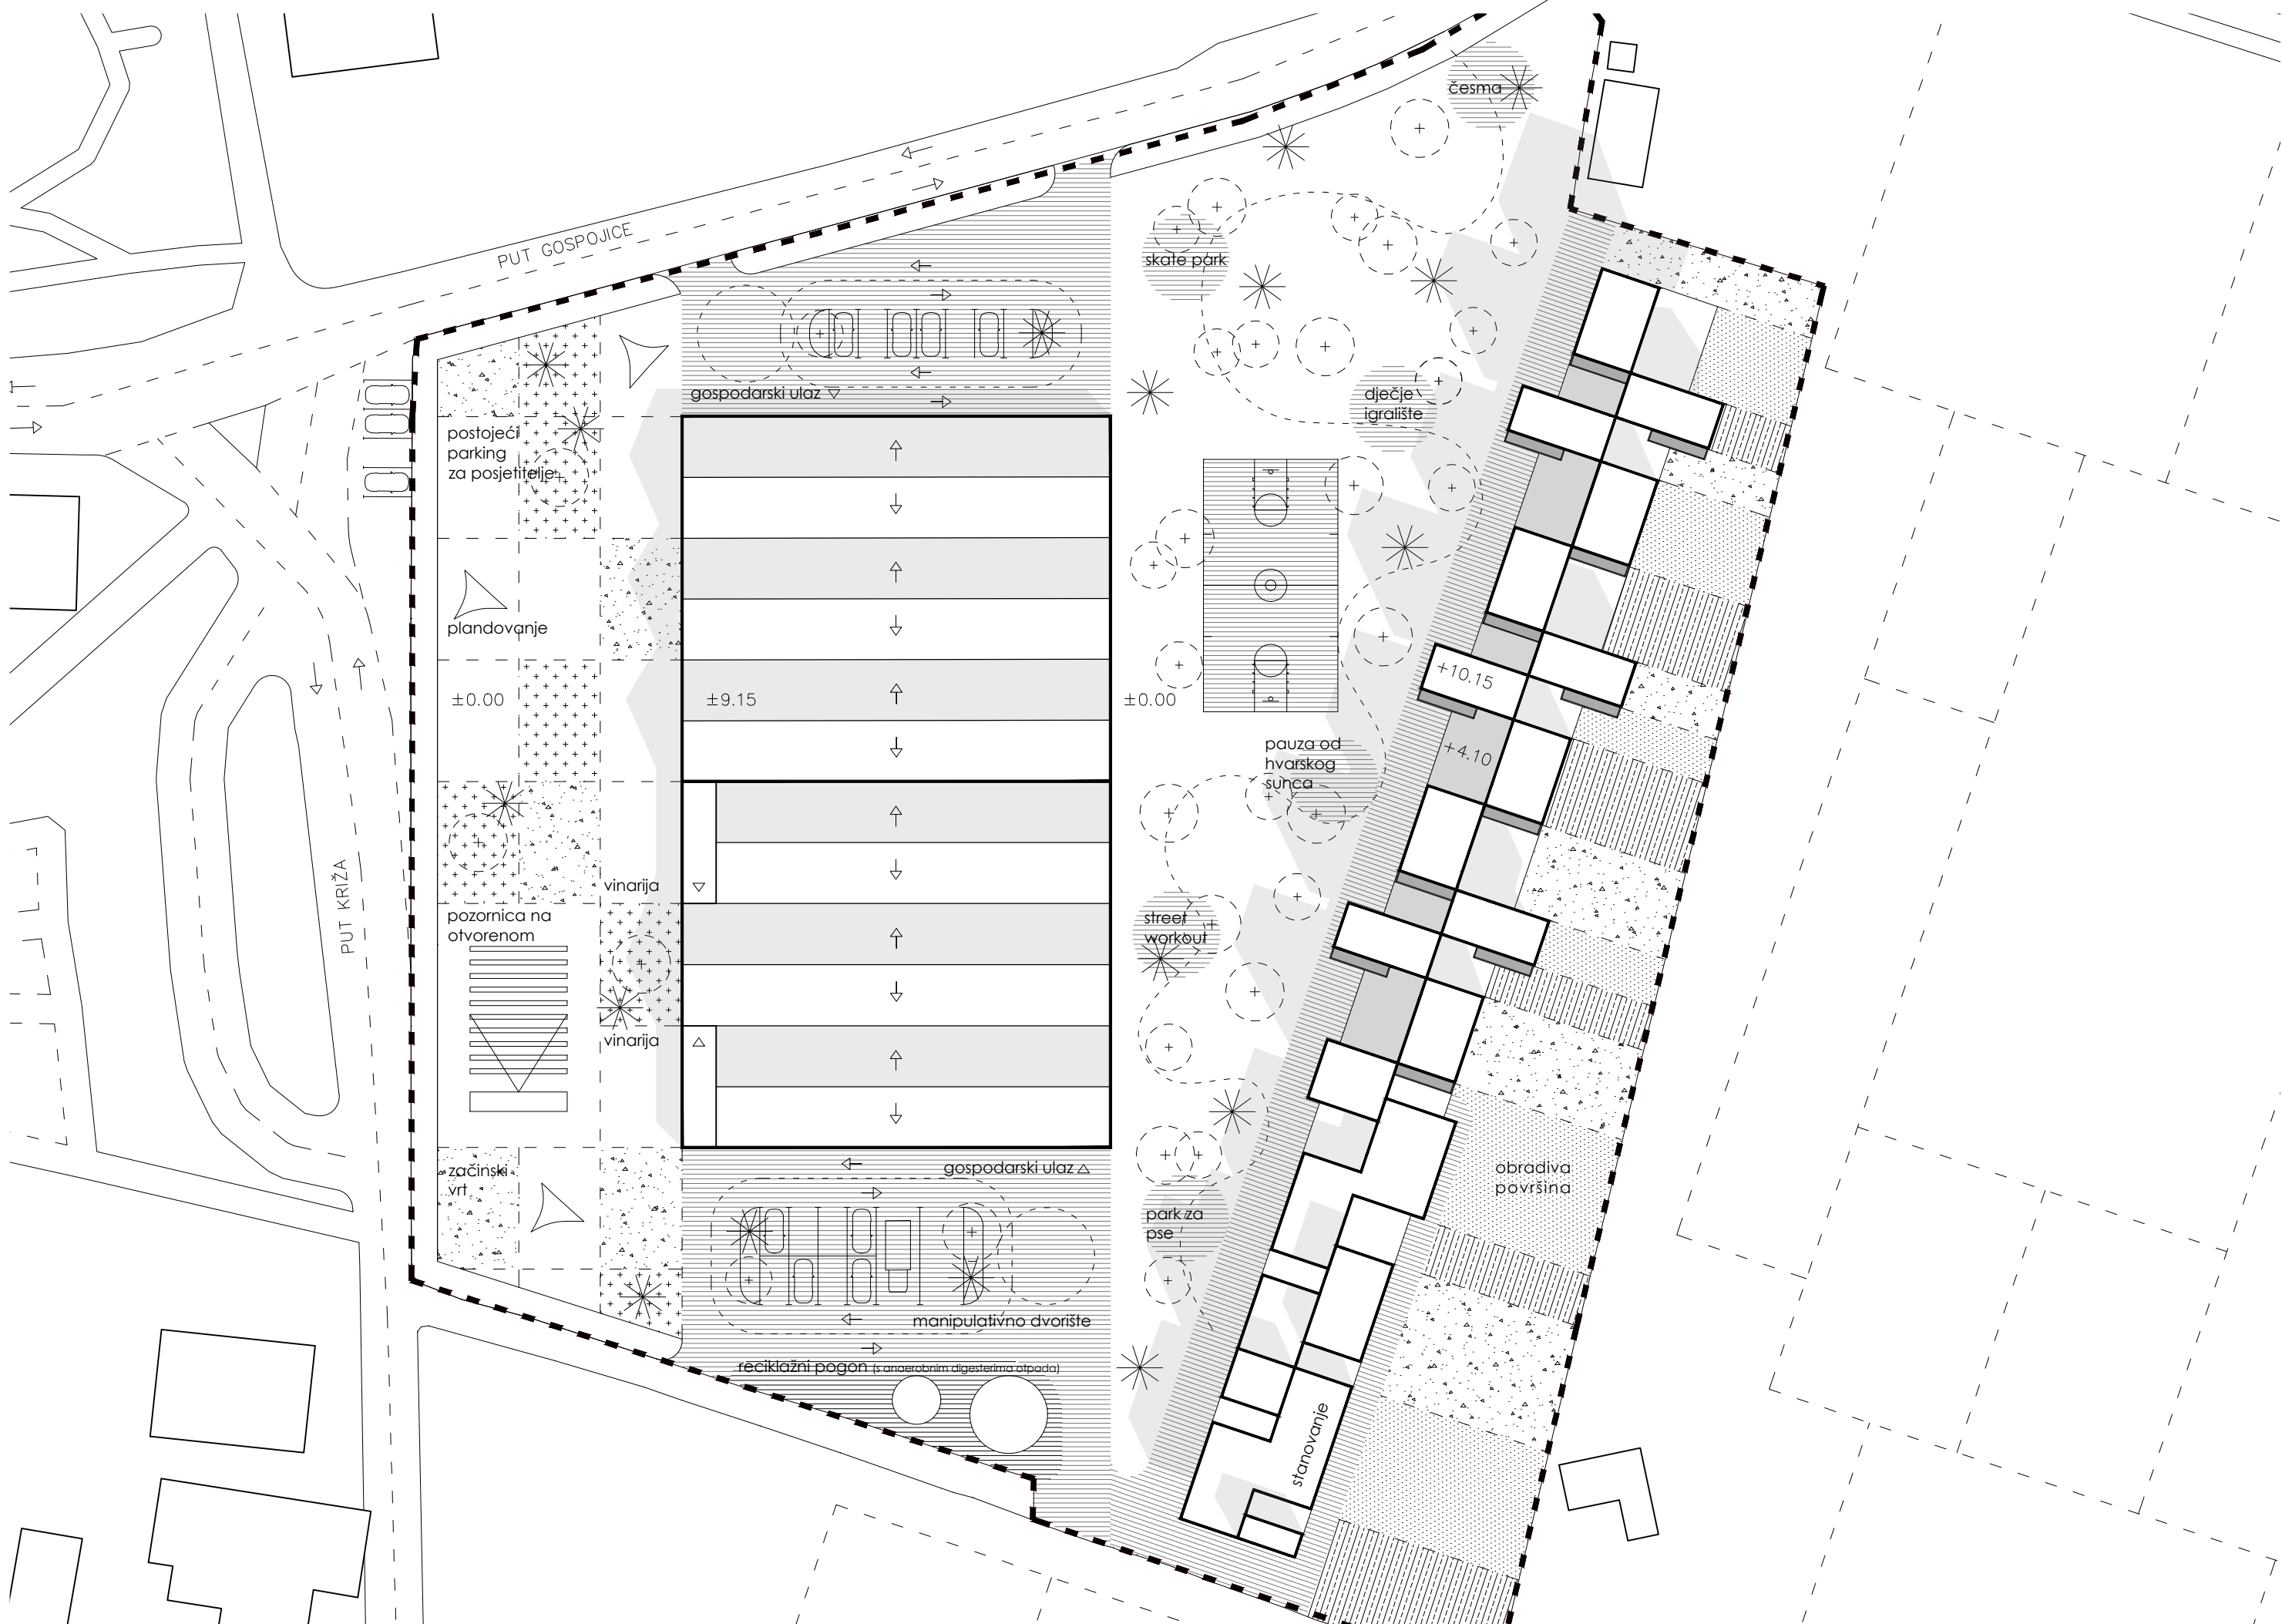 česma
PUT GOSPOJICE
skate park
gospodarski ulaz
dječje
igralište
postojeći
parking
za posjetitelje
plandovanje
±0.00
±9.15
±0.00
+10.15
+4.10
pauza od
hvarskog
sunca
PUT KRIŽA
vinarija
pozornica na
otvorenom
street
workout
vinarija
začinski
vrt
gospodarski ulaz
obradiva
površina
park za
pse
manipulativno dvorište
reciklažni pogon (s anaerobnim digesterima otpada)
stanovanje